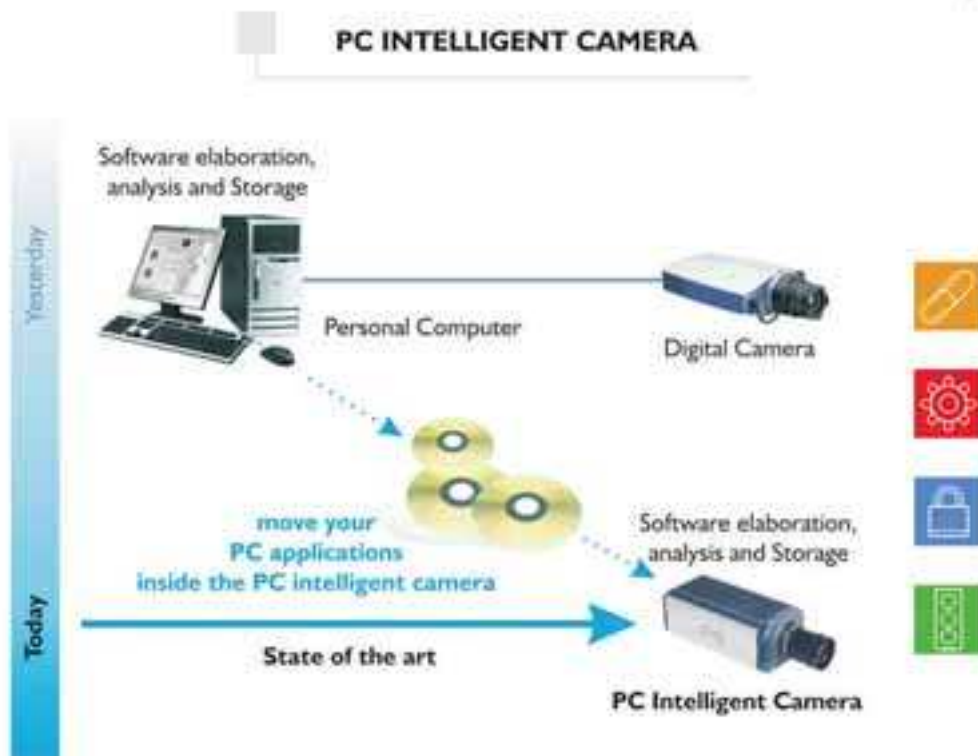 PC INTELLIGENT CAMERA
Software elaboration,
analysis and Storage
Yesterday
Personal Computer
Digital Camera
move your
PC applications
inside the PC intelligent camera
Software elaboration,
analysis and Storage
Today
State of the art
PC Intelligent Camera